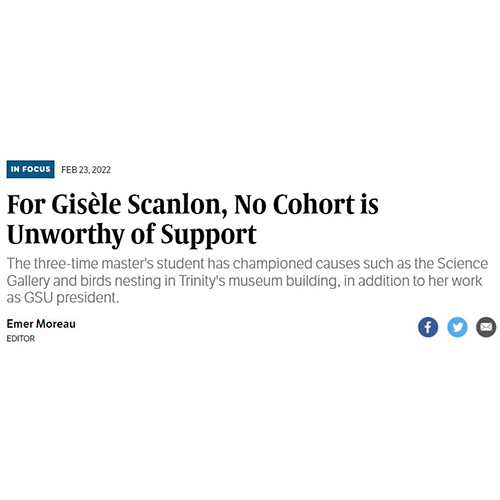 IN FOCUS FEB 23, 2022
For Gisèle Scanlon, No Cohort is
Unworthy of Support
The three-time master's student has championed causes such as the Science
Gallery and birds nesting in Trinity's museum building, in addition to her work
as GSU president.
Emer Moreau
EDITOR